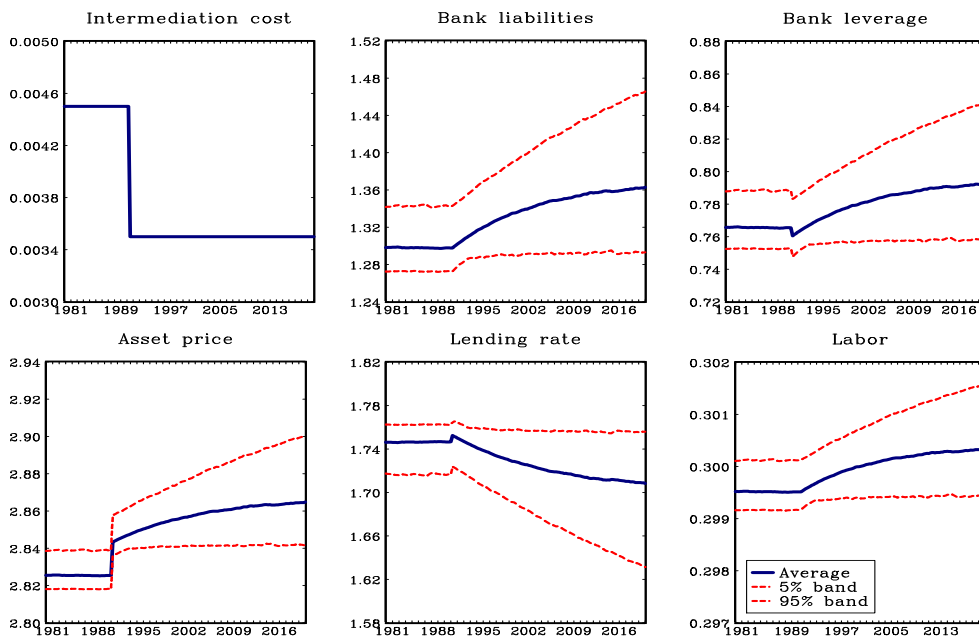 Intermediation cost
0.0050
0.0046
0.0042
0.0038
0.0034
0.0030
1981 1989 1997 2005 2013
Bank liabilities
1.52
1.48
1.44
1.40
1.36
1.32
1.28
1.24
1981 1988 1995 2002 2009 2016
Bank leverage
0.88
0.86
0.84
0.82
0.80
0.78
0.76
0.74
0.72
1981 1988 1995 2002 2009 2016
Asset price
2.94
2.92
2.90
2.88
2.86
2.84
2.82
2.80
1981 1988 1995 2002 2009 2016
Lending rate
1.82
1.78
1.74
1.70
1.66
1.62
1.58
1981 1988 1995 2002 2009 2016
Labor
0.302
0.301
0.300
0.299
0.298
0.297
1981 1989 1997 2005 2013
Average
5% band
95% band